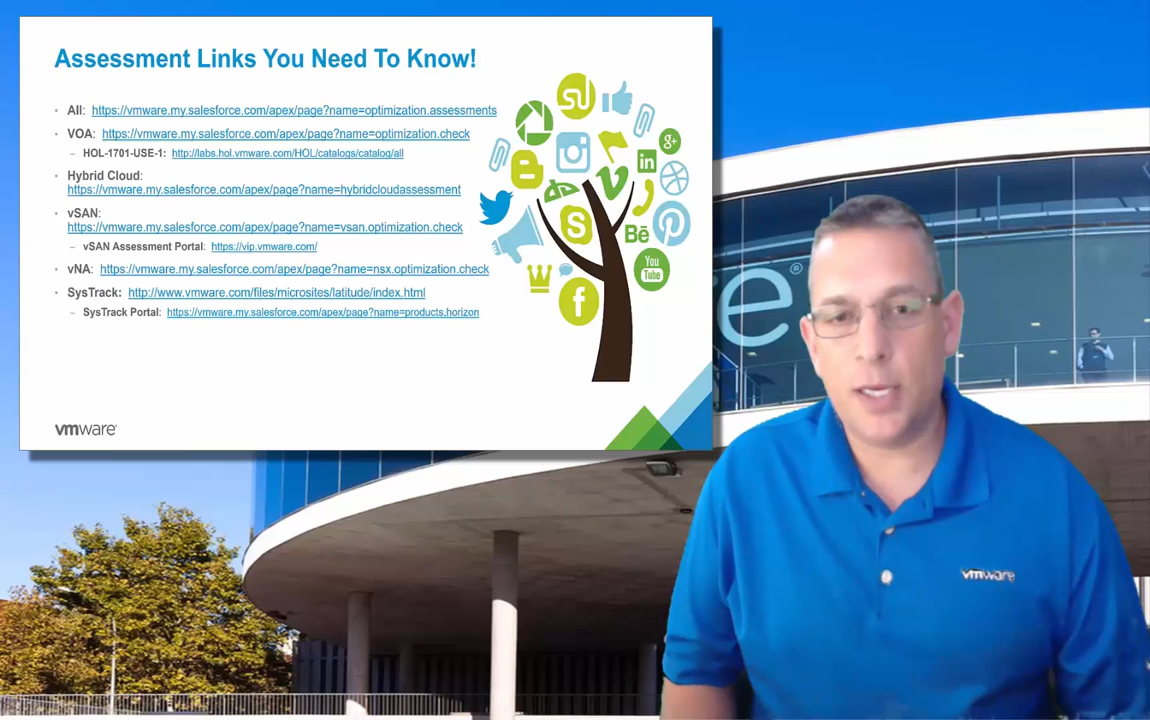 Assessment Links You Need To Know!
All: https://vmware.my.salesforce.com/apex/page?name=optimization.assessments
VOA: https://vmware.my.salesforce.com/apex/page?name=optimization.check
HOL-1701-USE-1: http://labs.hol.vmware.com/HOL/catalogs/catalog/all
Hybrid Cloud:
https://vmware.my.salesforce.com/apex/page?name=hybridcloudassessment
vSAN:
https://vmware.my.salesforce.com/apex/page?name=vsan.optimization.check
vSAN Assessment Portal: https://vip.vmware.com/
vNA: https://vmware.my.salesforce.com/apex/page?name=nsx.optimization.check
SysTrack: http://www.vmware.com/files/microsites/latitude/index.html
SysTrack Portal: https://vmware.my.salesforce.com/apex/page?name=products.horizon
g+
in
Bē
You
Tube
vmware
e®
vmware